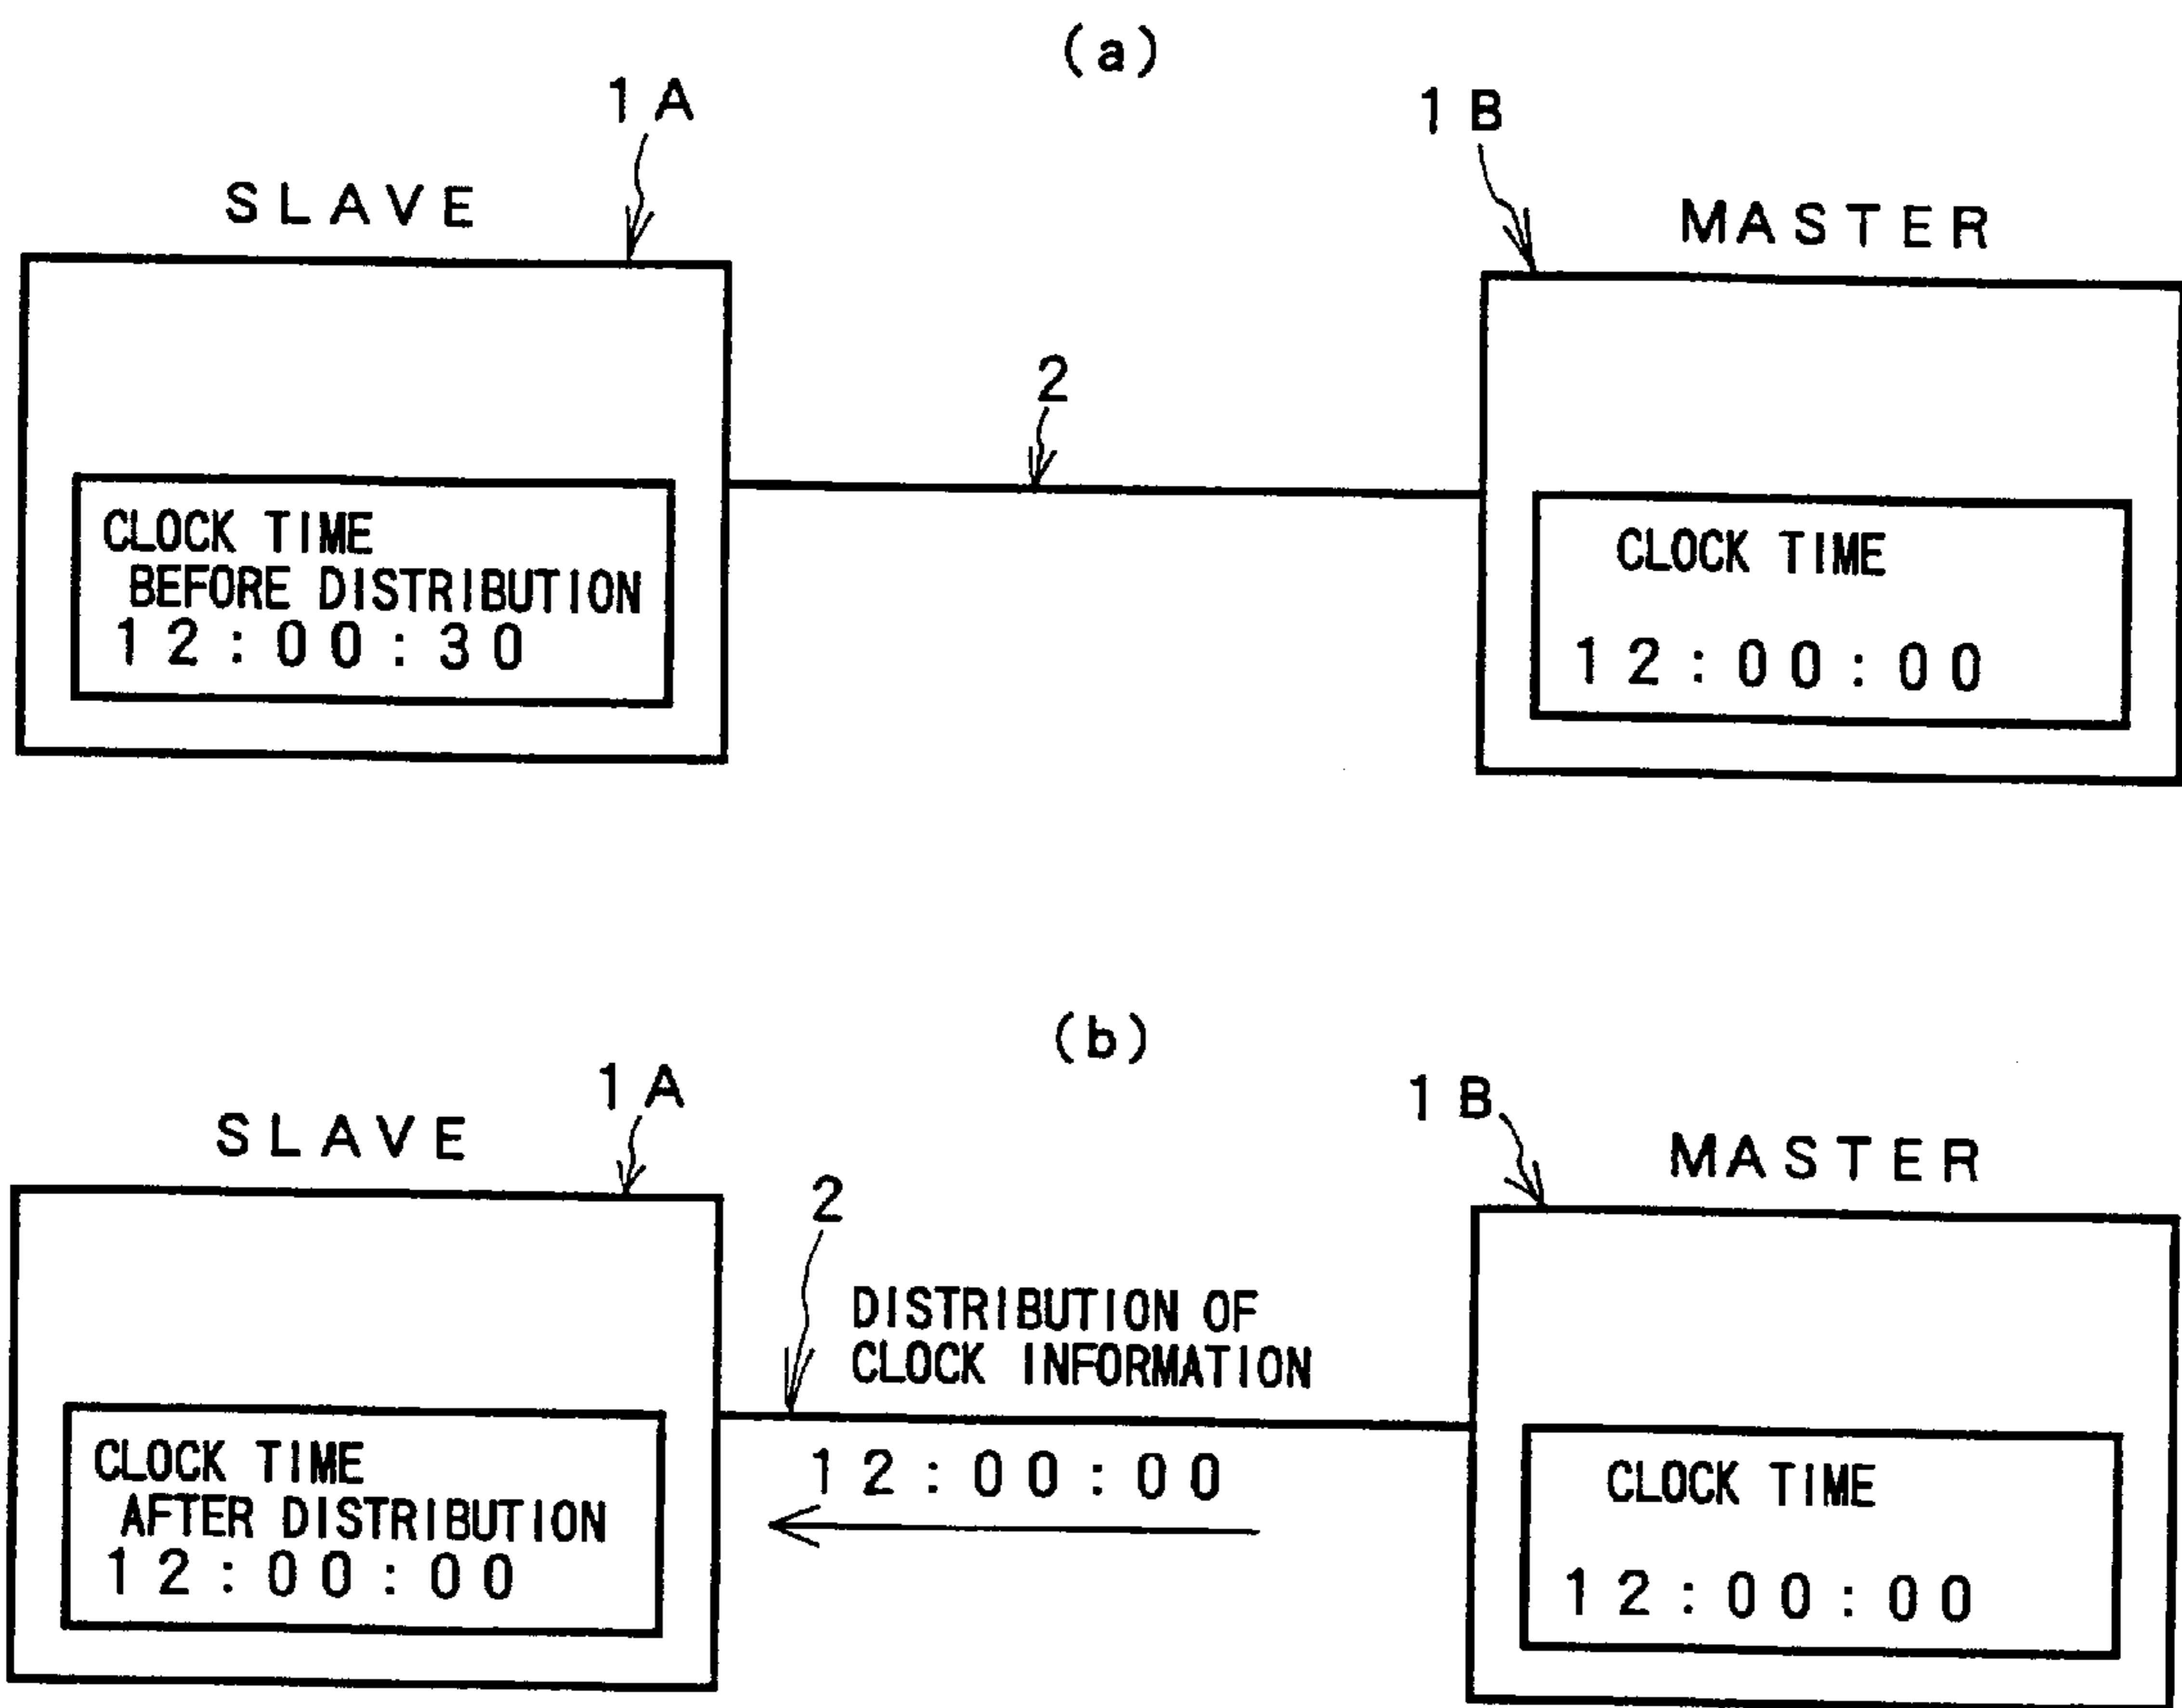 (a)
1A
1B
SLAVE
MASTER
2
CLOCK TIME
BEFORE DISTRIBUTION
12:00:30
CLOCK TIME
12:00:00
(b)
1A
1B
SLAVE
MASTER
2
DISTRIBUTION OF
CLOCK INFORMATION
12:00:00
CLOCK TIME
AFTER DISTRIBUTION
12:00:00
CLOCK TIME
12:00:00